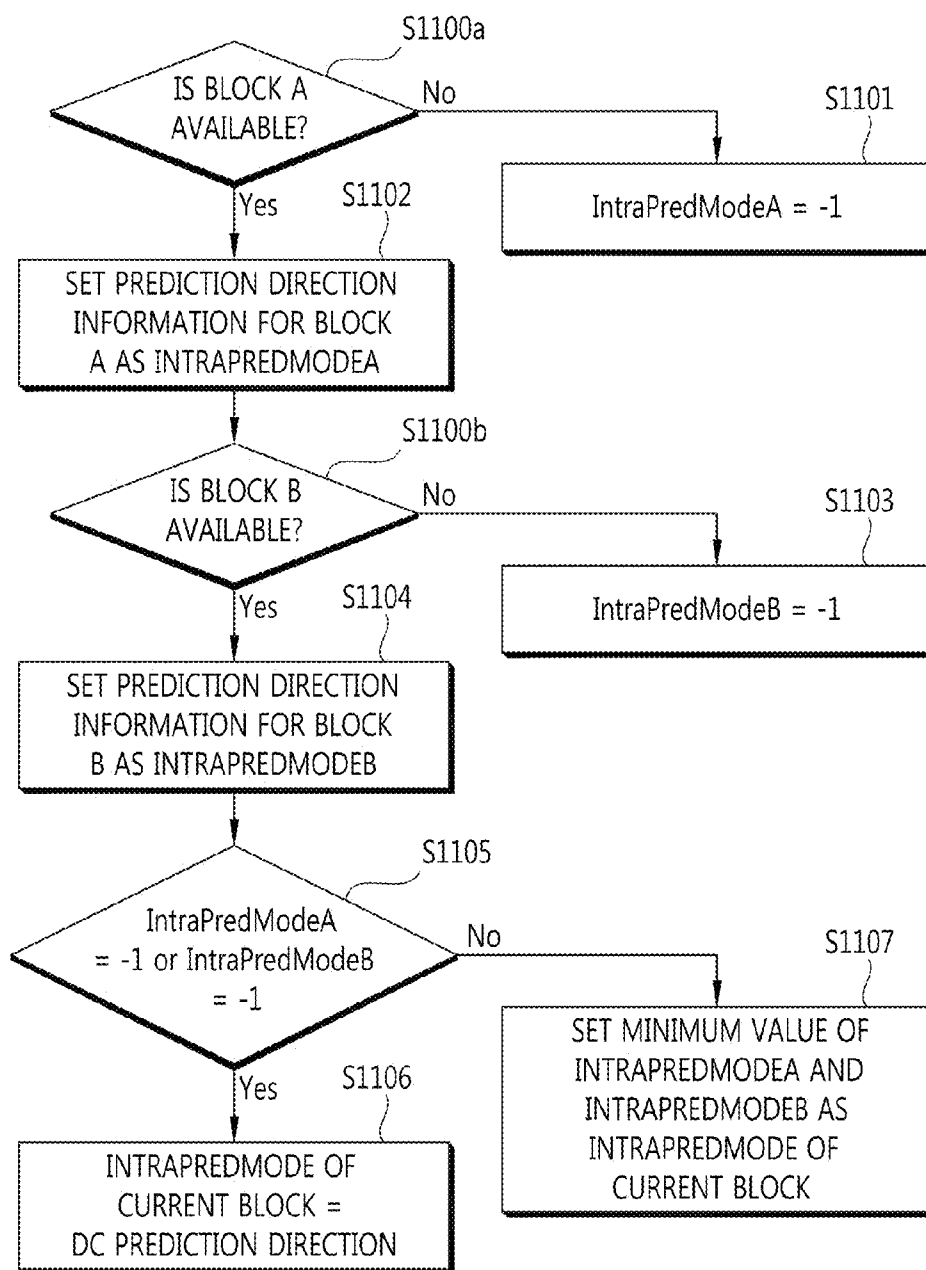 S1100a
IS BLOCK A
AVAILABLE?
No
S1101
IntraPredModeA = -1
Yes
S1102
SET PREDICTION DIRECTION
INFORMATION FOR BLOCK
A AS INTRAPREDMODEA
S1100b
IS BLOCK B
AVAILABLE?
No
S1103
IntraPredModeB = -1
Yes
S1104
SET PREDICTION DIRECTION
INFORMATION FOR BLOCK
B AS INTRAPREDMODEB
S1105
IntraPredModeA
= -1 or IntraPredModeB
= -1
No
S1107
SET MINIMUM VALUE OF
INTRAPREDMODEA AND
INTRAPREDMODEB AS
INTRAPREDMODE OF
CURRENT BLOCK
Yes
S1106
INTRAPREDMODE OF
CURRENT BLOCK =
DC PREDICTION DIRECTION